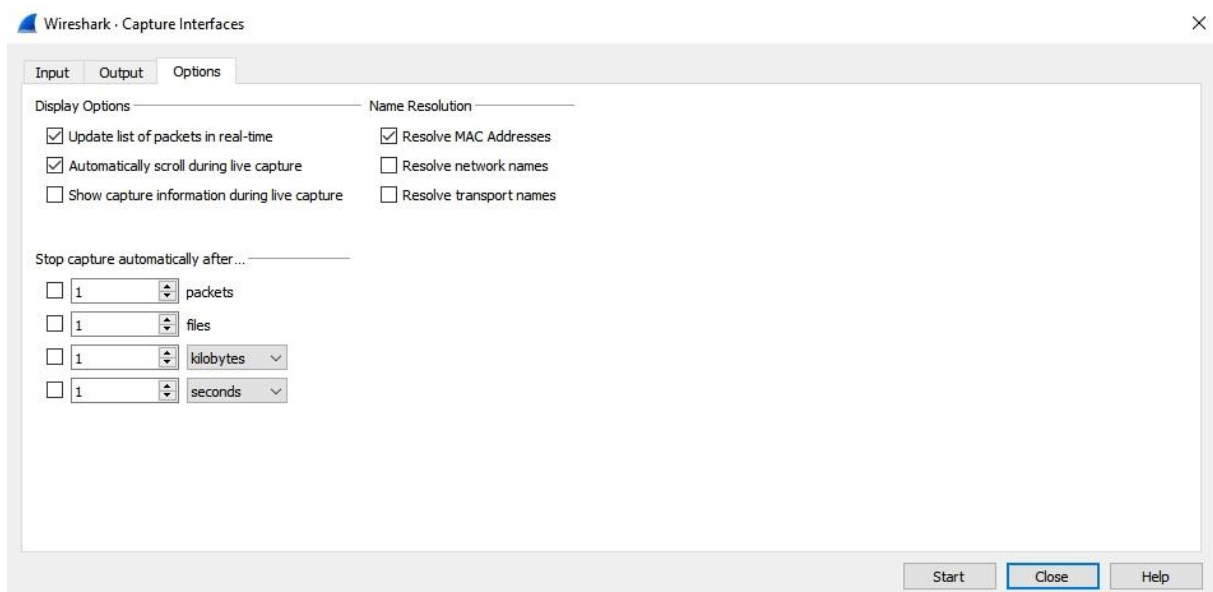 Wireshark · Capture Interfaces
Input Output Options
Display Options
Update list of packets in real-time
Automatically scroll during live capture
Show capture information during live capture
Name Resolution
Resolve MAC Addresses
Resolve network names
Resolve transport names
Stop capture automatically after...
1 packets
1 files
1 kilobytes
1 seconds
Start Close Help